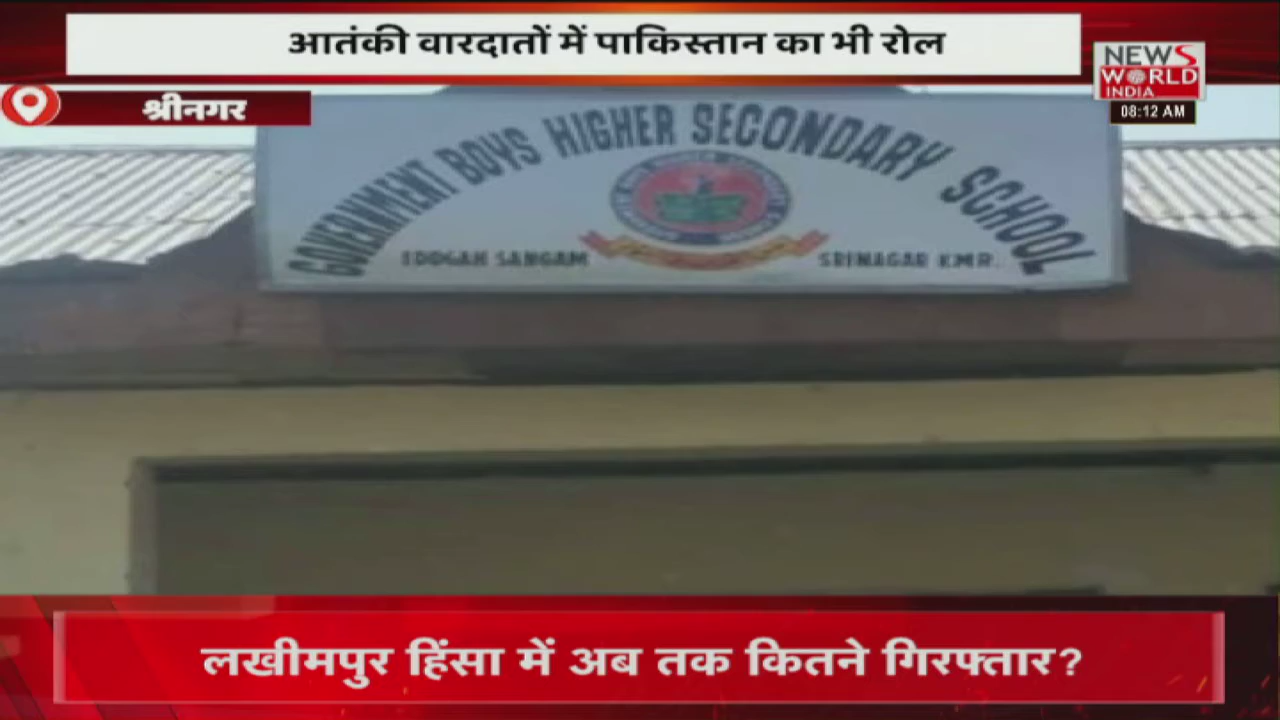 आतंकी वारदातों में पाकिस्तान का भी रोल
NEWS
WORLD
INDIA
08:12 AM
श्रीनगर
GOVERNMENT BOYS HIGHER SECONDARY SCHOOL
EDDGAH SANGAM
SRINAGAR KMR.
लखीमपुर हिंसा में अब तक कितने गिरफ्तार?